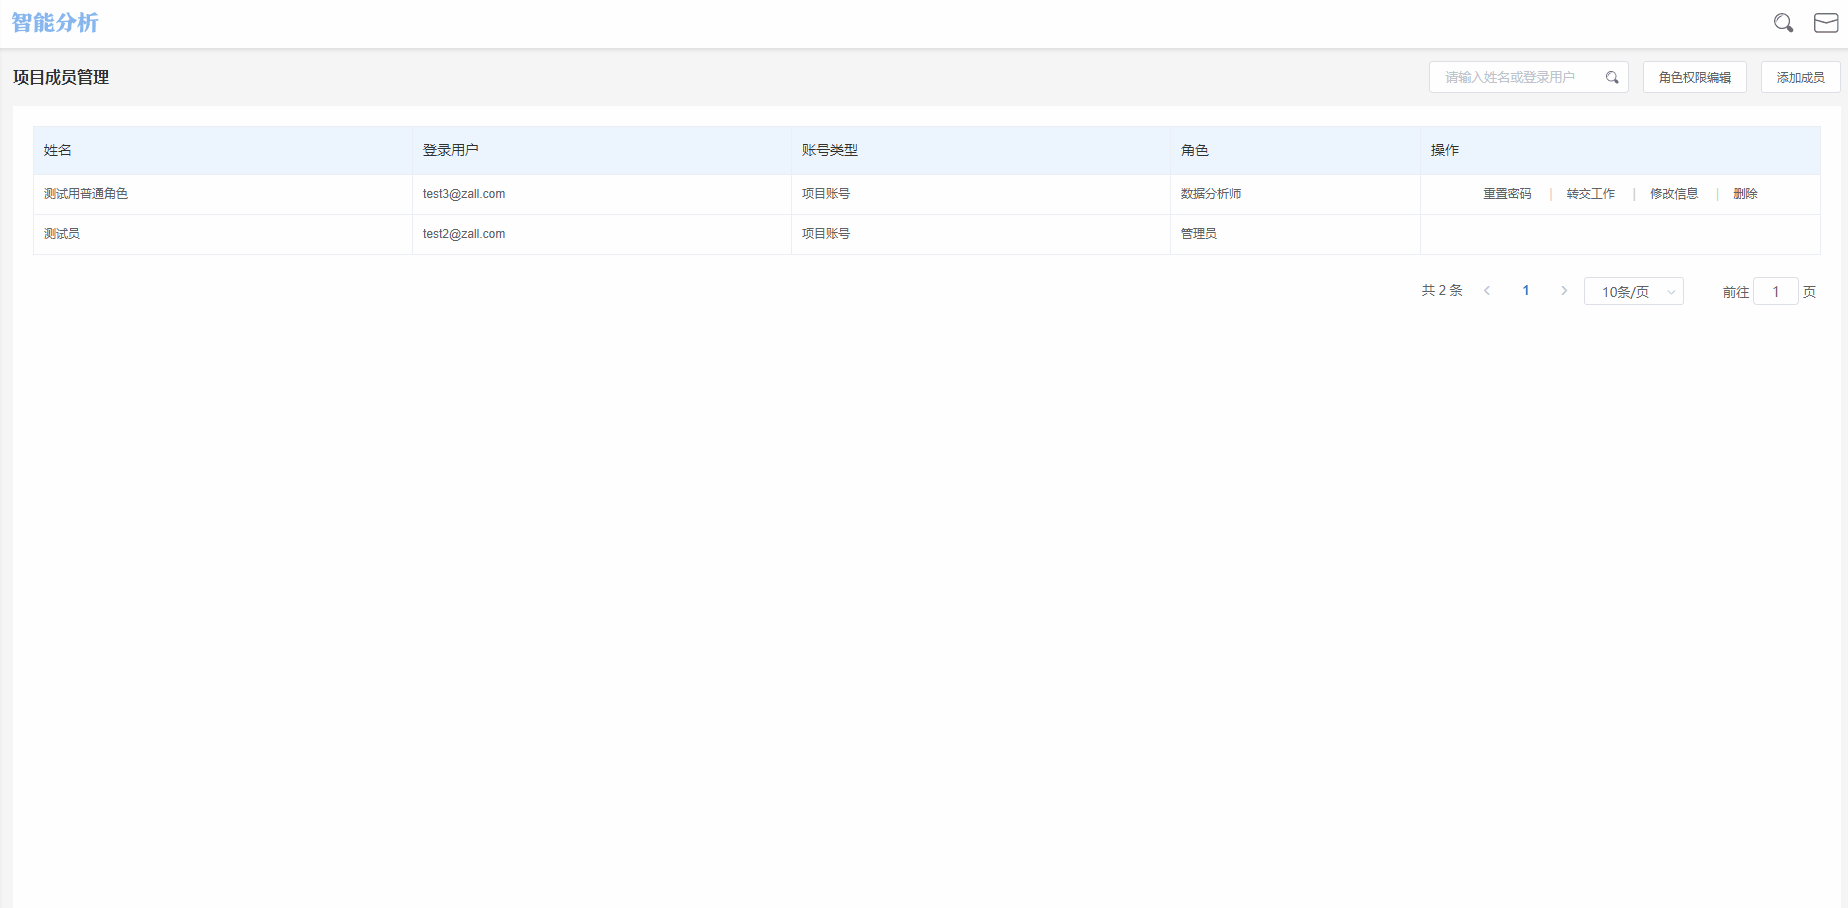 智能分析
项目成员管理
请输入姓名或登录用户
角色权限编辑
添加成员
姓名 登录用户 账号类型 角色 操作
测试用普通角色 test3@zall.com 项目账号 数据分析师 重置密码 | 转交工作 | 修改信息 | 删除
测试员 test2@zall.com 项目账号 管理员
共 2 条 1 10条/页 前往 1 页